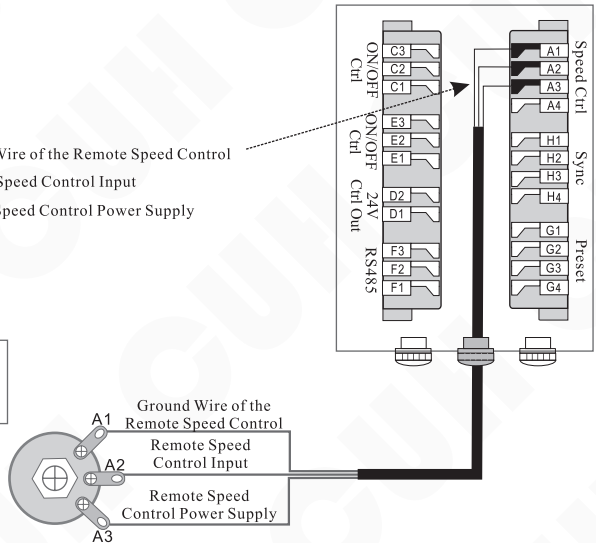 C3
C2
C1
ON/OFF
Ctrl
E3
E2
E1
ON/OFF
Ctrl
D2
D1
24V
Ctrl Out
F3
F2
F1
RS485
A1
A2
A3
A4
Speed Ctrl
H1
H2
H3
H4
Sync
G1
G2
G3
G4
Preset
Wire of the Remote Speed Control
Speed Control Input
Speed Control Power Supply
A1
Ground Wire of the
Remote Speed Control
A2
Remote Speed
Control Input
A3
Remote Speed
Control Power Supply